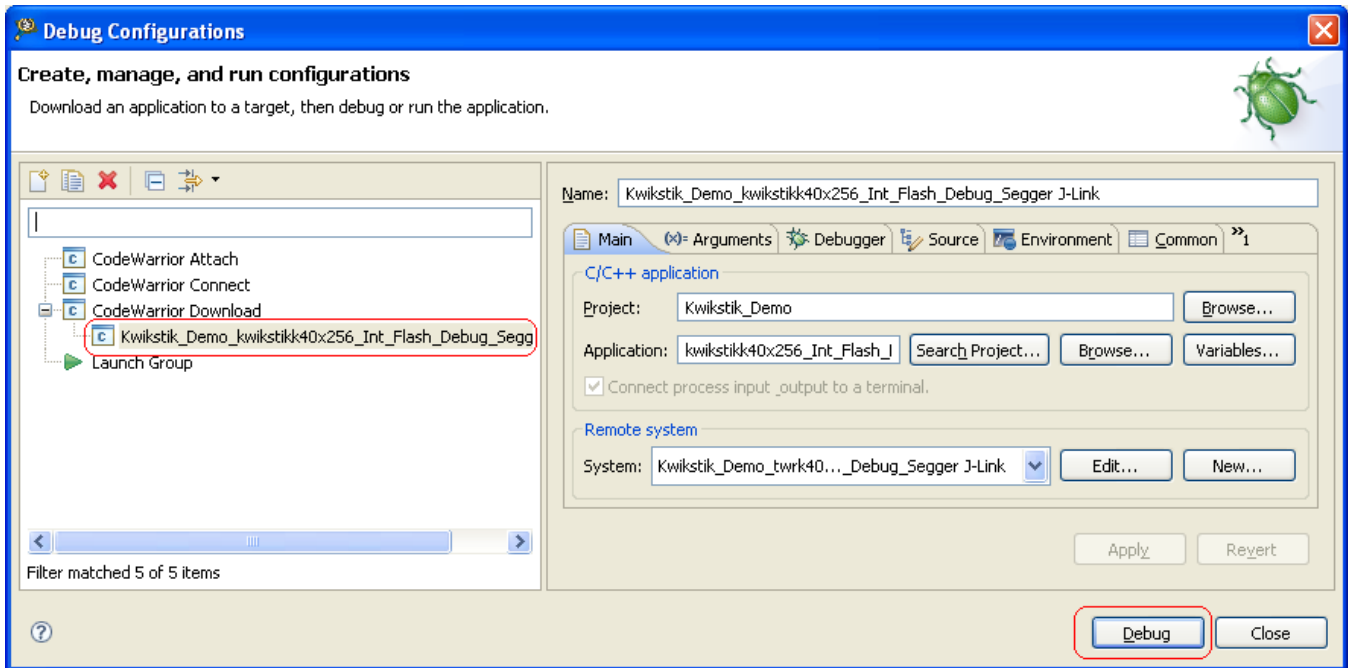 Debug Configurations
Create, manage, and run configurations
Download an application to a target, then debug or run the application.
CodeWarrior Attach
CodeWarrior Connect
CodeWarrior Download
Kwikstik_Demo_kwikstikk40x256_Int_Flash_Debug_Segg
Launch Group
Filter matched 5 of 5 items
Name: Kwikstik_Demo_kwikstikk40x256_Int_Flash_Debug_Segger J-Link
Main (x)= Arguments Debugger Source Environment Common »1
C/C++ application
Project: Kwikstik_Demo Browse...
Application: kwikstikk40x256_Int_Flash_I Search Project... Browse... Variables...
Connect process input _output to a terminal.
Remote system
System: Kwikstik_Demo_twrk40..._Debug_Segger J-Link Edit... New...
Apply Revert
Debug Close